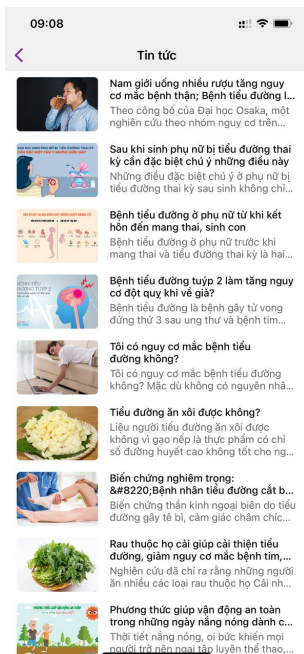 09:08
Tin tức
Nam giới uống nhiều rượu tăng nguy
cơ mắc bệnh thận; Bệnh tiểu đường l...
Theo công bố của Đại học Osaka, một
nghiên cứu theo nhóm nguy cơ trên...
Sau khi sinh phụ nữ bị tiểu đường thai
kỳ cần đặc biệt chú ý những điều này
Những điều đặc biệt chú ý ở phụ nữ bị
tiểu đường thai kỳ sau sinh không chỉ...
Bệnh tiểu đường ở phụ nữ từ khi kết
hôn đến mang thai, sinh con
Bệnh tiểu đường ở phụ nữ trước khi
mang thai và tiểu đường thai kỳ là hai...
BỆNH TIỂU
ĐƯỜNG TUÝP 2
Bệnh tiểu đường tuýp 2 làm tăng nguy
cơ đột quỵ khi về già?
Bệnh tiểu đường là bệnh gây tử vong
đứng thứ 3 sau ung thư và bệnh tim...
Tôi có nguy cơ mắc bệnh tiểu
đường không?
Tôi có nguy cơ mắc bệnh tiểu đường
không? Mặc dù không có nguyên nhâ...
Tiểu đường ăn xôi được không?
Liệu người tiểu đường ăn xôi được
không vì gạo nếp là thực phẩm có chỉ
số đường huyết cao không tốt cho ng...
Biến chứng nghiêm trọng:
&#8220;Bệnh nhân tiểu đường cắt b...
Biến chứng thần kinh ngoại biên do tiểu
đường gây tê bì, cảm giác châm chíc...
Rau thuộc họ cải giúp cải thiện tiểu
đường, giảm nguy cơ mắc bệnh tim,...
Nghiên cứu đã chỉ ra rằng những người
ăn nhiều các loại rau thuộc họ Cải nh...
Phương thức giúp vận động an toàn
trong những ngày nắng nóng dành c...
Thời tiết nắng nóng, oi bức khiến mọi
người trở nên ngại tập luyện thể thao,...